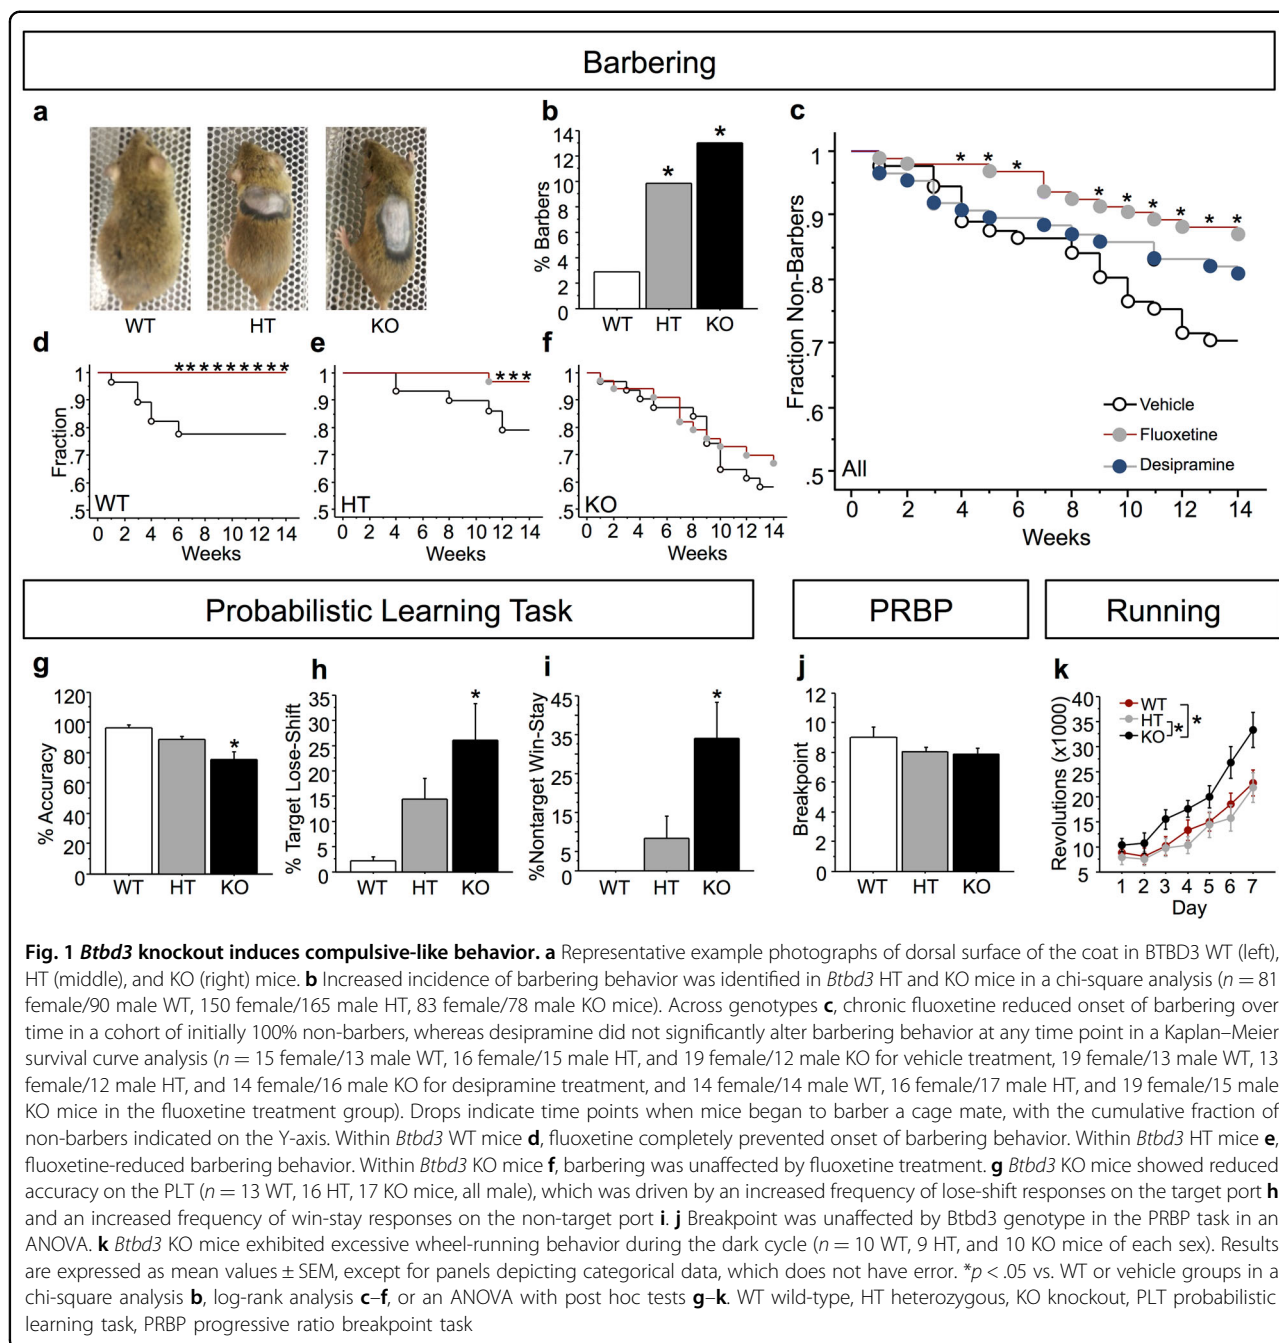 Barbering
a
WT
HT
KO
b
% Barbers
14
12
10
8
6
4
2
0
*
*
WT HT KO
c
Fraction Non-Barbers
1
.9
.8
.7
.6
.5
* * * * * * * * *
Vehicle
Fluoxetine
Desipramine
All
0 2 4 6 8 10 12 14
Weeks
d
Fraction
1
.9
.8
.7
.6
.5
*********
WT
0 2 4 6 8 10 12 14
Weeks
e
1
.9
.8
.7
.6
.5
***
HT
0 2 4 6 8 10 12 14
Weeks
f
1
.9
.8
.7
.6
.5
KO
0 2 4 6 8 10 12 14
Weeks
Probabilistic Learning Task
PRBP
Running
g
% Accuracy
120
100
80
60
40
20
0
*
WT HT KO
h
% Target Lose-Shift
35
30
25
20
15
10
5
0
*
WT HT KO
i
%Nontarget Win-Stay
45
35
25
15
5
0
*
WT HT KO
j
Breakpoint
12
10
8
6
4
2
0
WT HT KO
k
Revolutions (x1000)
40
35
30
25
20
15
10
5
WT
HT
KO
*
*
1 2 3 4 5 6 7
Day
Fig. 1 Btbd3 knockout induces compulsive-like behavior. a Representative example photographs of dorsal surface of the coat in BTBD3 WT (left),
HT (middle), and KO (right) mice. b Increased incidence of barbering behavior was identified in Btbd3 HT and KO mice in a chi-square analysis (n = 81
female/90 male WT, 150 female/165 male HT, 83 female/78 male KO mice). Across genotypes c, chronic fluoxetine reduced onset of barbering over
time in a cohort of initially 100% non-barbers, whereas desipramine did not significantly alter barbering behavior at any time point in a Kaplan–Meier
survival curve analysis (n = 15 female/13 male WT, 16 female/15 male HT, and 19 female/12 male KO for vehicle treatment, 19 female/13 male WT, 13
female/12 male HT, and 14 female/16 male KO for desipramine treatment, and 14 female/14 male WT, 16 female/17 male HT, and 19 female/15 male
KO mice in the fluoxetine treatment group). Drops indicate time points when mice began to barber a cage mate, with the cumulative fraction of
non-barbers indicated on the Y-axis. Within Btbd3 WT mice d, fluoxetine completely prevented onset of barbering behavior. Within Btbd3 HT mice e,
fluoxetine-reduced barbering behavior. Within Btbd3 KO mice f, barbering was unaffected by fluoxetine treatment. g Btbd3 KO mice showed reduced
accuracy on the PLT (n = 13 WT, 16 HT, 17 KO mice, all male), which was driven by an increased frequency of lose-shift responses on the target port h
and an increased frequency of win-stay responses on the non-target port i. j Breakpoint was unaffected by Btbd3 genotype in the PRBP task in an
ANOVA. k Btbd3 KO mice exhibited excessive wheel-running behavior during the dark cycle (n = 10 WT, 9 HT, and 10 KO mice of each sex). Results
are expressed as mean values ± SEM, except for panels depicting categorical data, which does not have error. *p < .05 vs. WT or vehicle groups in a
chi-square analysis b, log-rank analysis c–f, or an ANOVA with post hoc tests g–k. WT wild-type, HT heterozygous, KO knockout, PLT probabilistic
learning task, PRBP progressive ratio breakpoint task